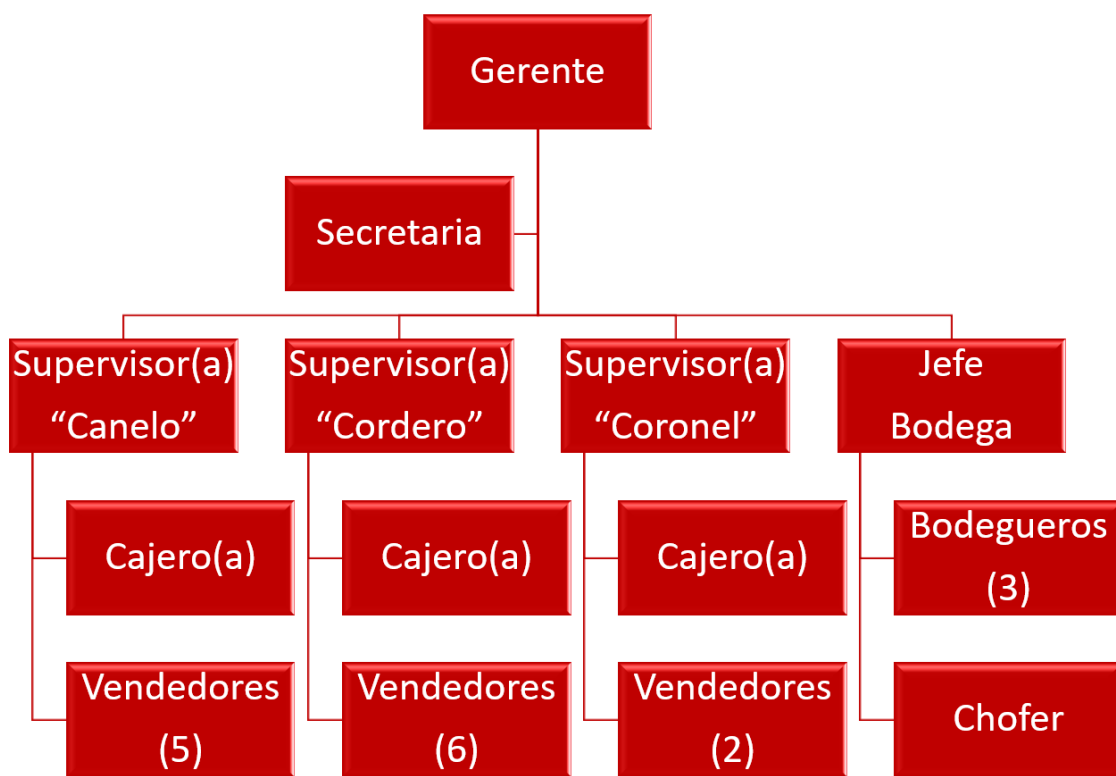 Gerente
Secretaria
Supervisor(a)
“Canelo”
Supervisor(a)
“Cordero”
Supervisor(a)
“Coronel”
Jefe
Bodega
Cajero(a)
Cajero(a)
Cajero(a)
Bodegueros
(3)
Vendedores
(5)
Vendedores
(6)
Vendedores
(2)
Chofer